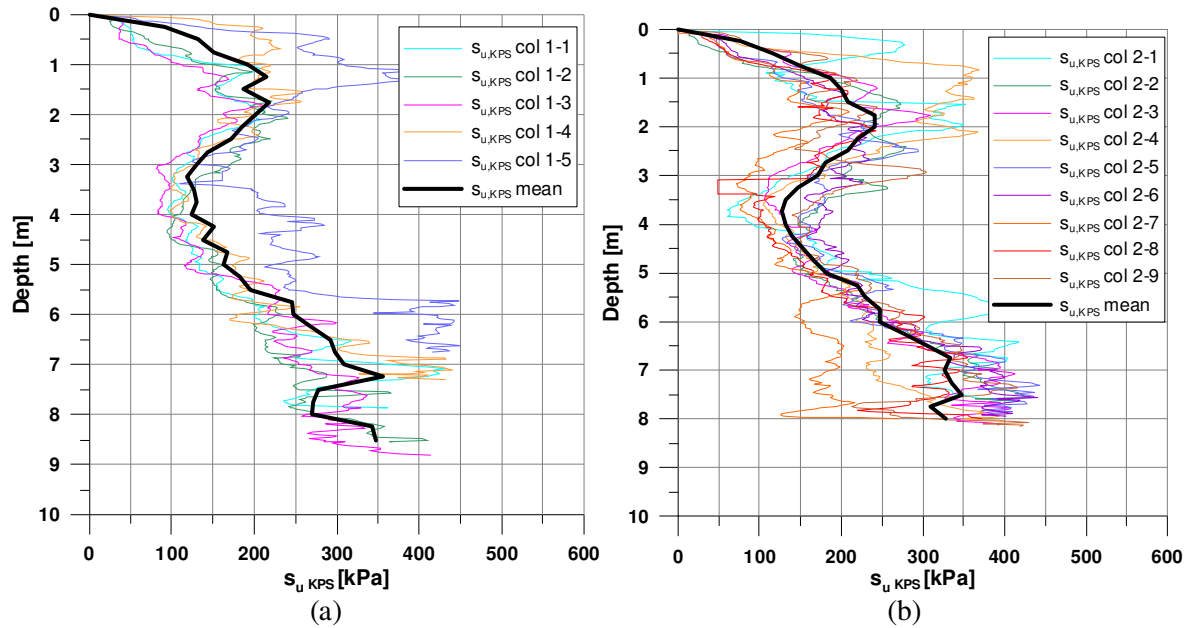 (a)
0
1
2
3
4
5
6
7
8
9
10
Depth [m]
0 100 200 300 400 500 600
s_u KPS [kPa]
s_u,KPS col 1-1
s_u,KPS col 1-2
s_u,KPS col 1-3
s_u,KPS col 1-4
s_u,KPS col 1-5
s_u,KPS mean
(a)
(b)
0
1
2
3
4
5
6
7
8
9
10
Depth [m]
0 100 200 300 400 500 600
s_u KPS [kPa]
s_u,KPS col 2-1
s_u,KPS col 2-2
s_u,KPS col 2-3
s_u,KPS col 2-4
s_u,KPS col 2-5
s_u,KPS col 2-6
s_u,KPS col 2-7
s_u,KPS col 2-8
s_u,KPS col 2-9
s_u,KPS mean
(b)